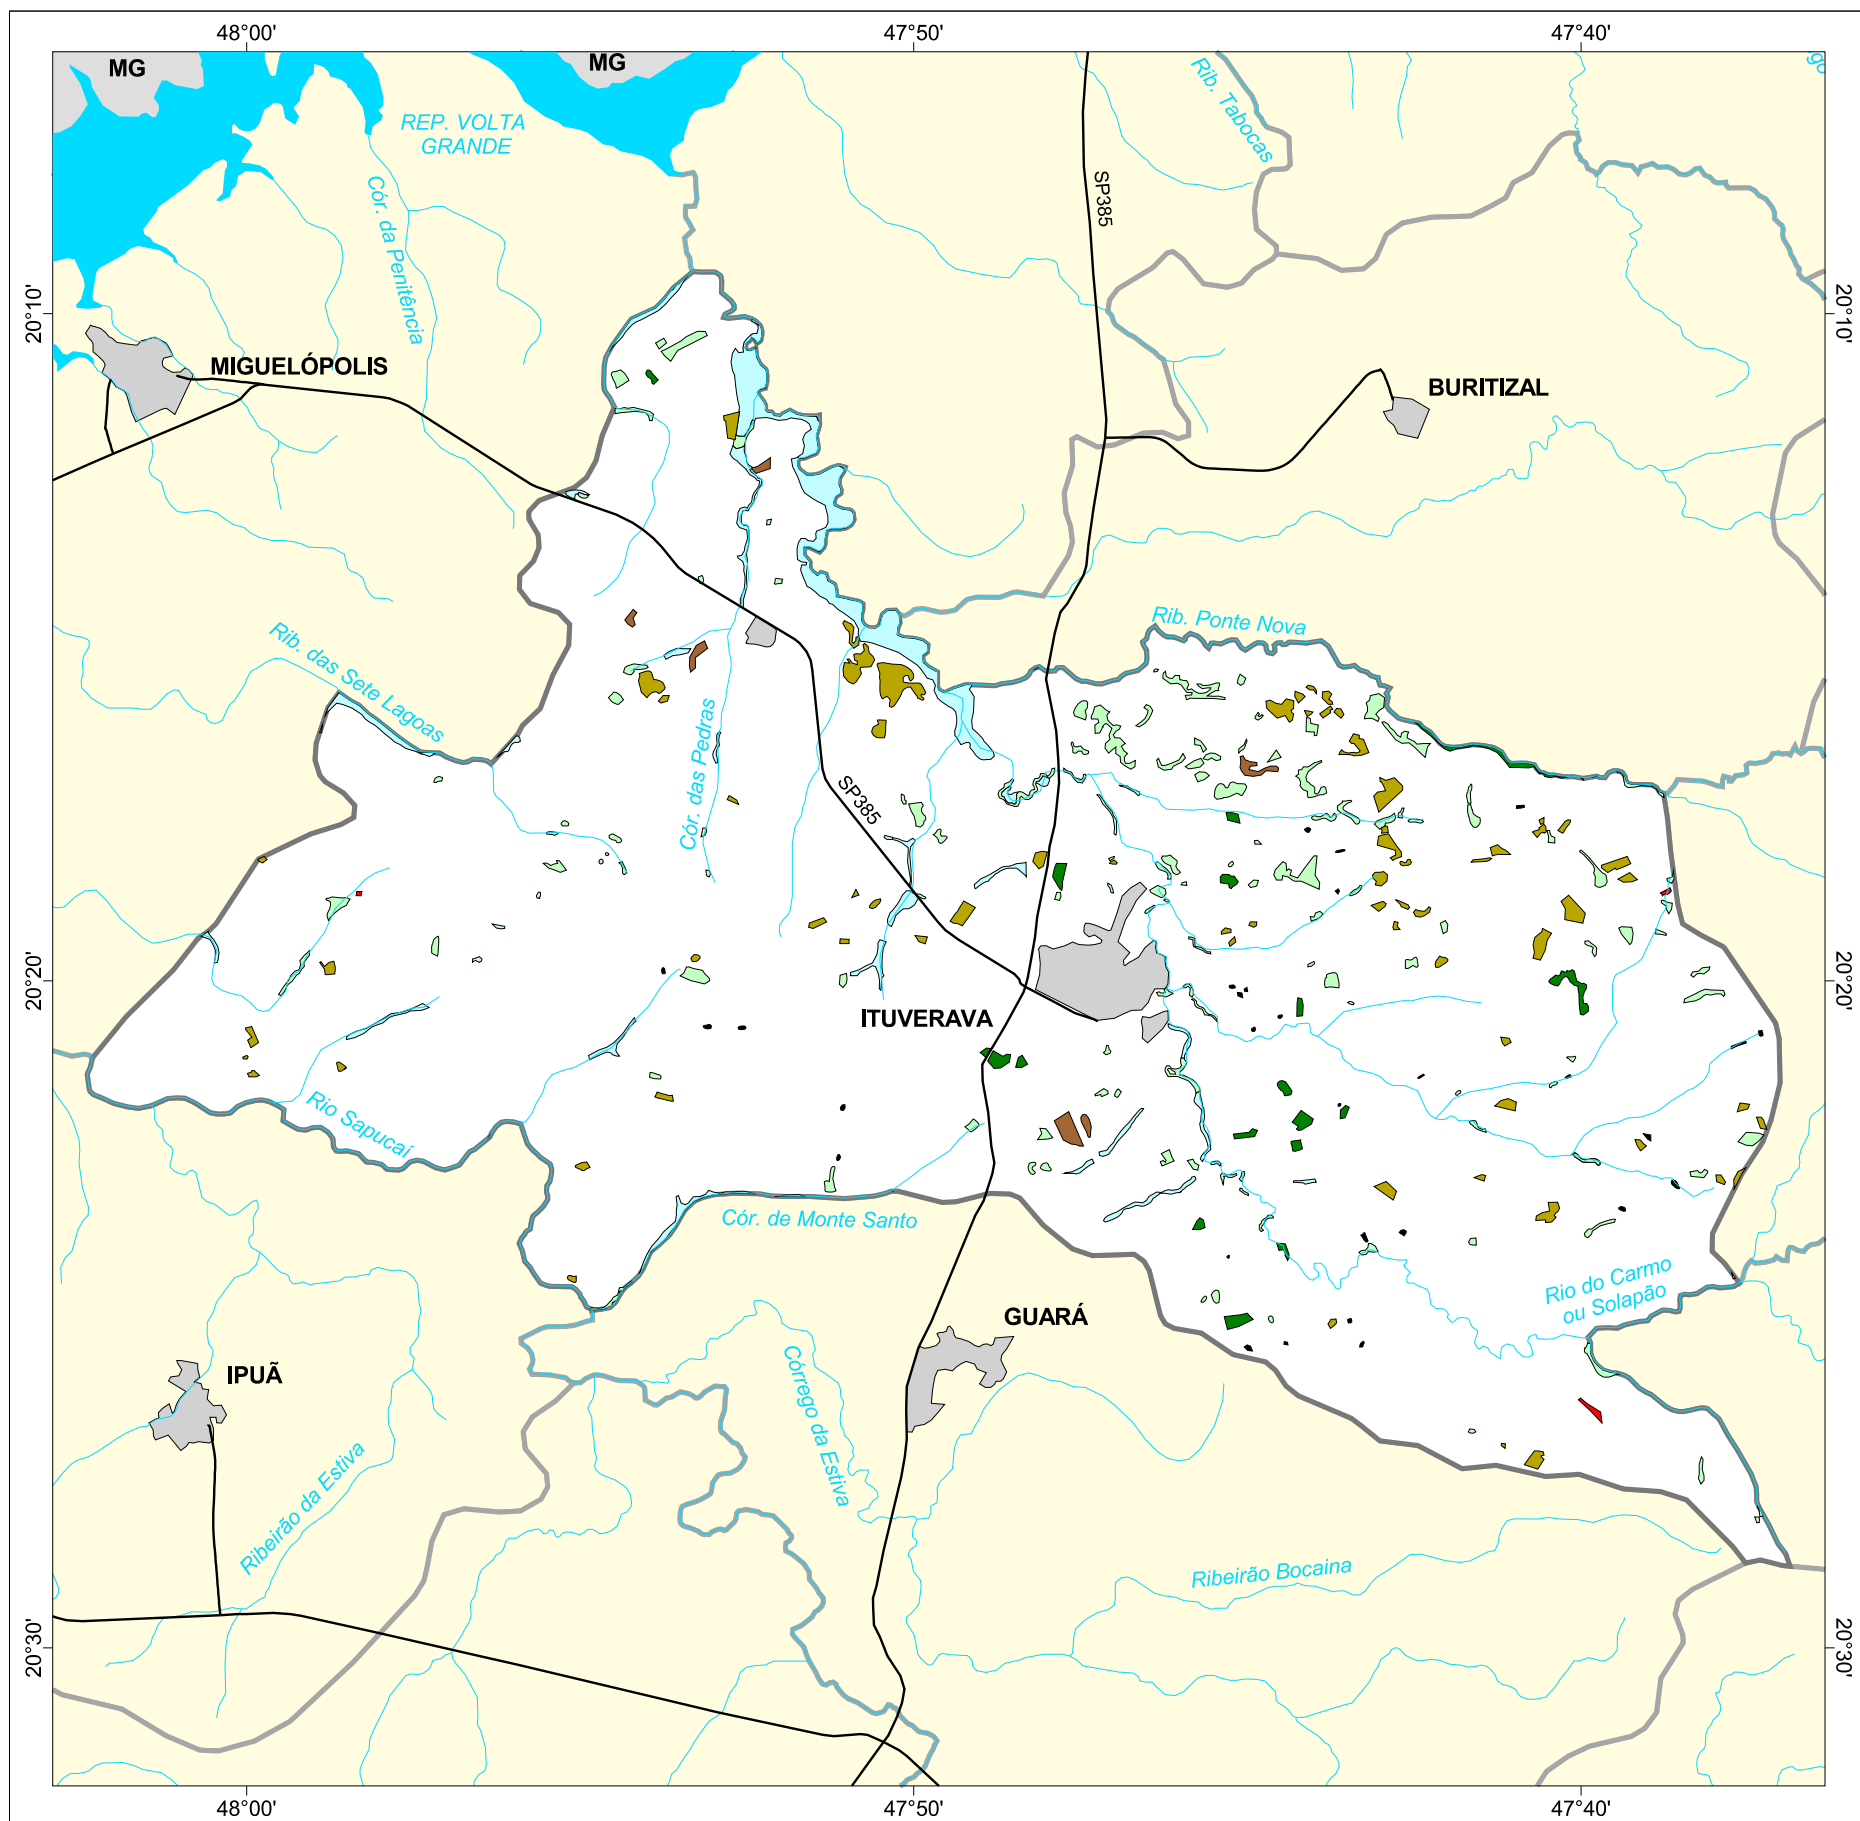 48°00'
47°50'
47°40'
MG
MG
REP. VOLTA
GRANDE
Rib. Tabocas
Cór. da Penitência
SP385
20°10'
20°10'
MIGUELÓPOLIS
BURITIZAL
Rib. das Sete Lagoas
Rib. Ponte Nova
Cór. das Pedras
SP385
20°20'
20°20'
ITUVERAVA
Rio Sapucaí
Cór. de Monte Santo
Rio do Carmo
ou Solapão
GUARÁ
IPUÃ
Córrego da Estiva
Ribeirão da Estiva
Ribeirão Bocaina
20°30'
20°30'
48°00'
47°50'
47°40'